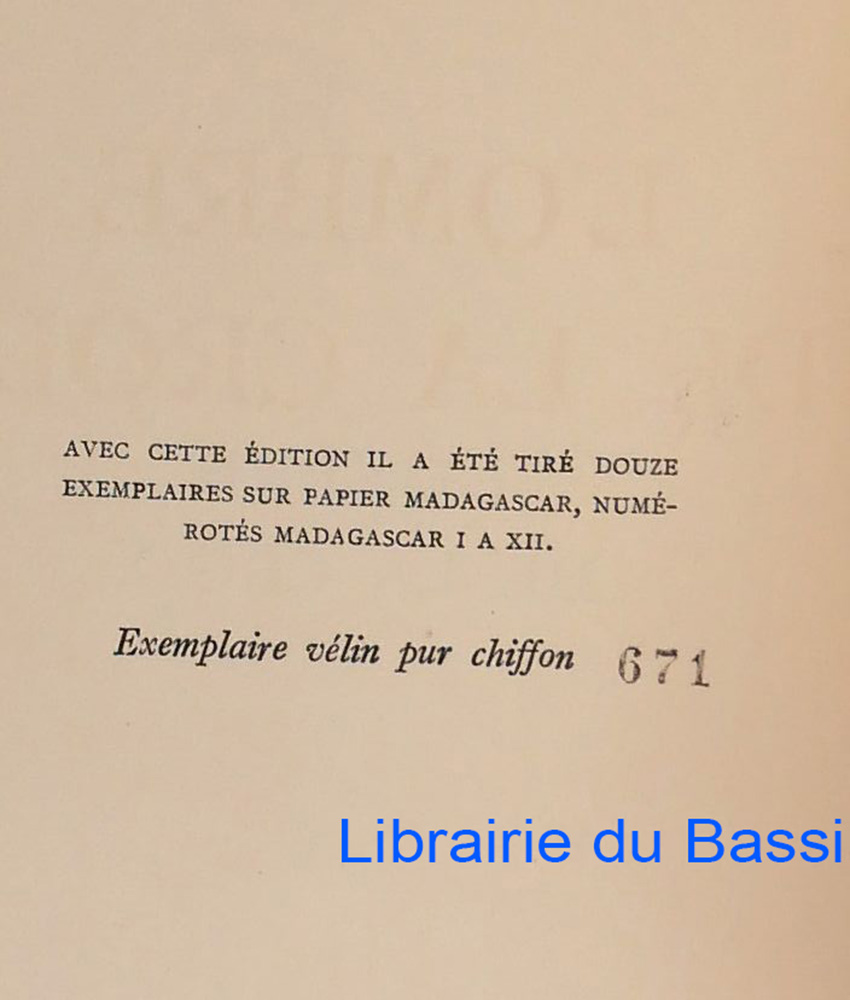 AVEC CETTE ÉDITION IL A ÉTÉ TIRÉ DOUZE
EXEMPLAIRES SUR PAPIER MADAGASCAR, NUMÉ-
ROTÉS MADAGASCAR I A XII.
Exemplaire vélin pur chiffon 671
Librairie du Bassi